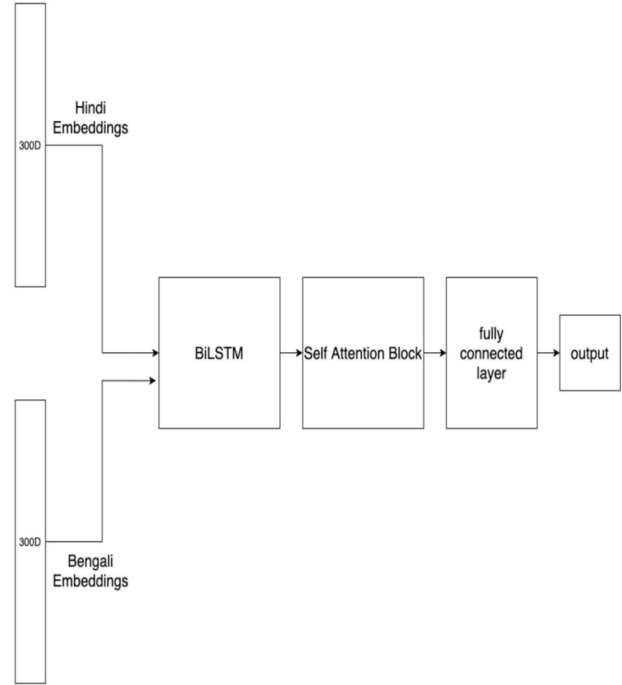 Hindi
Embeddings
300D
BiLSTM
Self Attention Block
fully
connected
layer
output
300D
Bengali
Embeddings